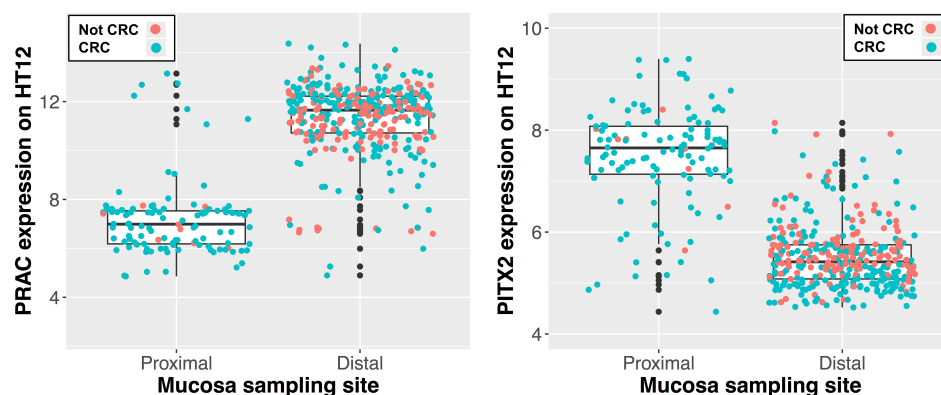 Not CRC
CRC
PRAC expression on HT12
12
8
4
Proximal
Distal
Mucosa sampling site
Not CRC
CRC
PITX2 expression on HT12
10
8
6
4
Proximal
Distal
Mucosa sampling site